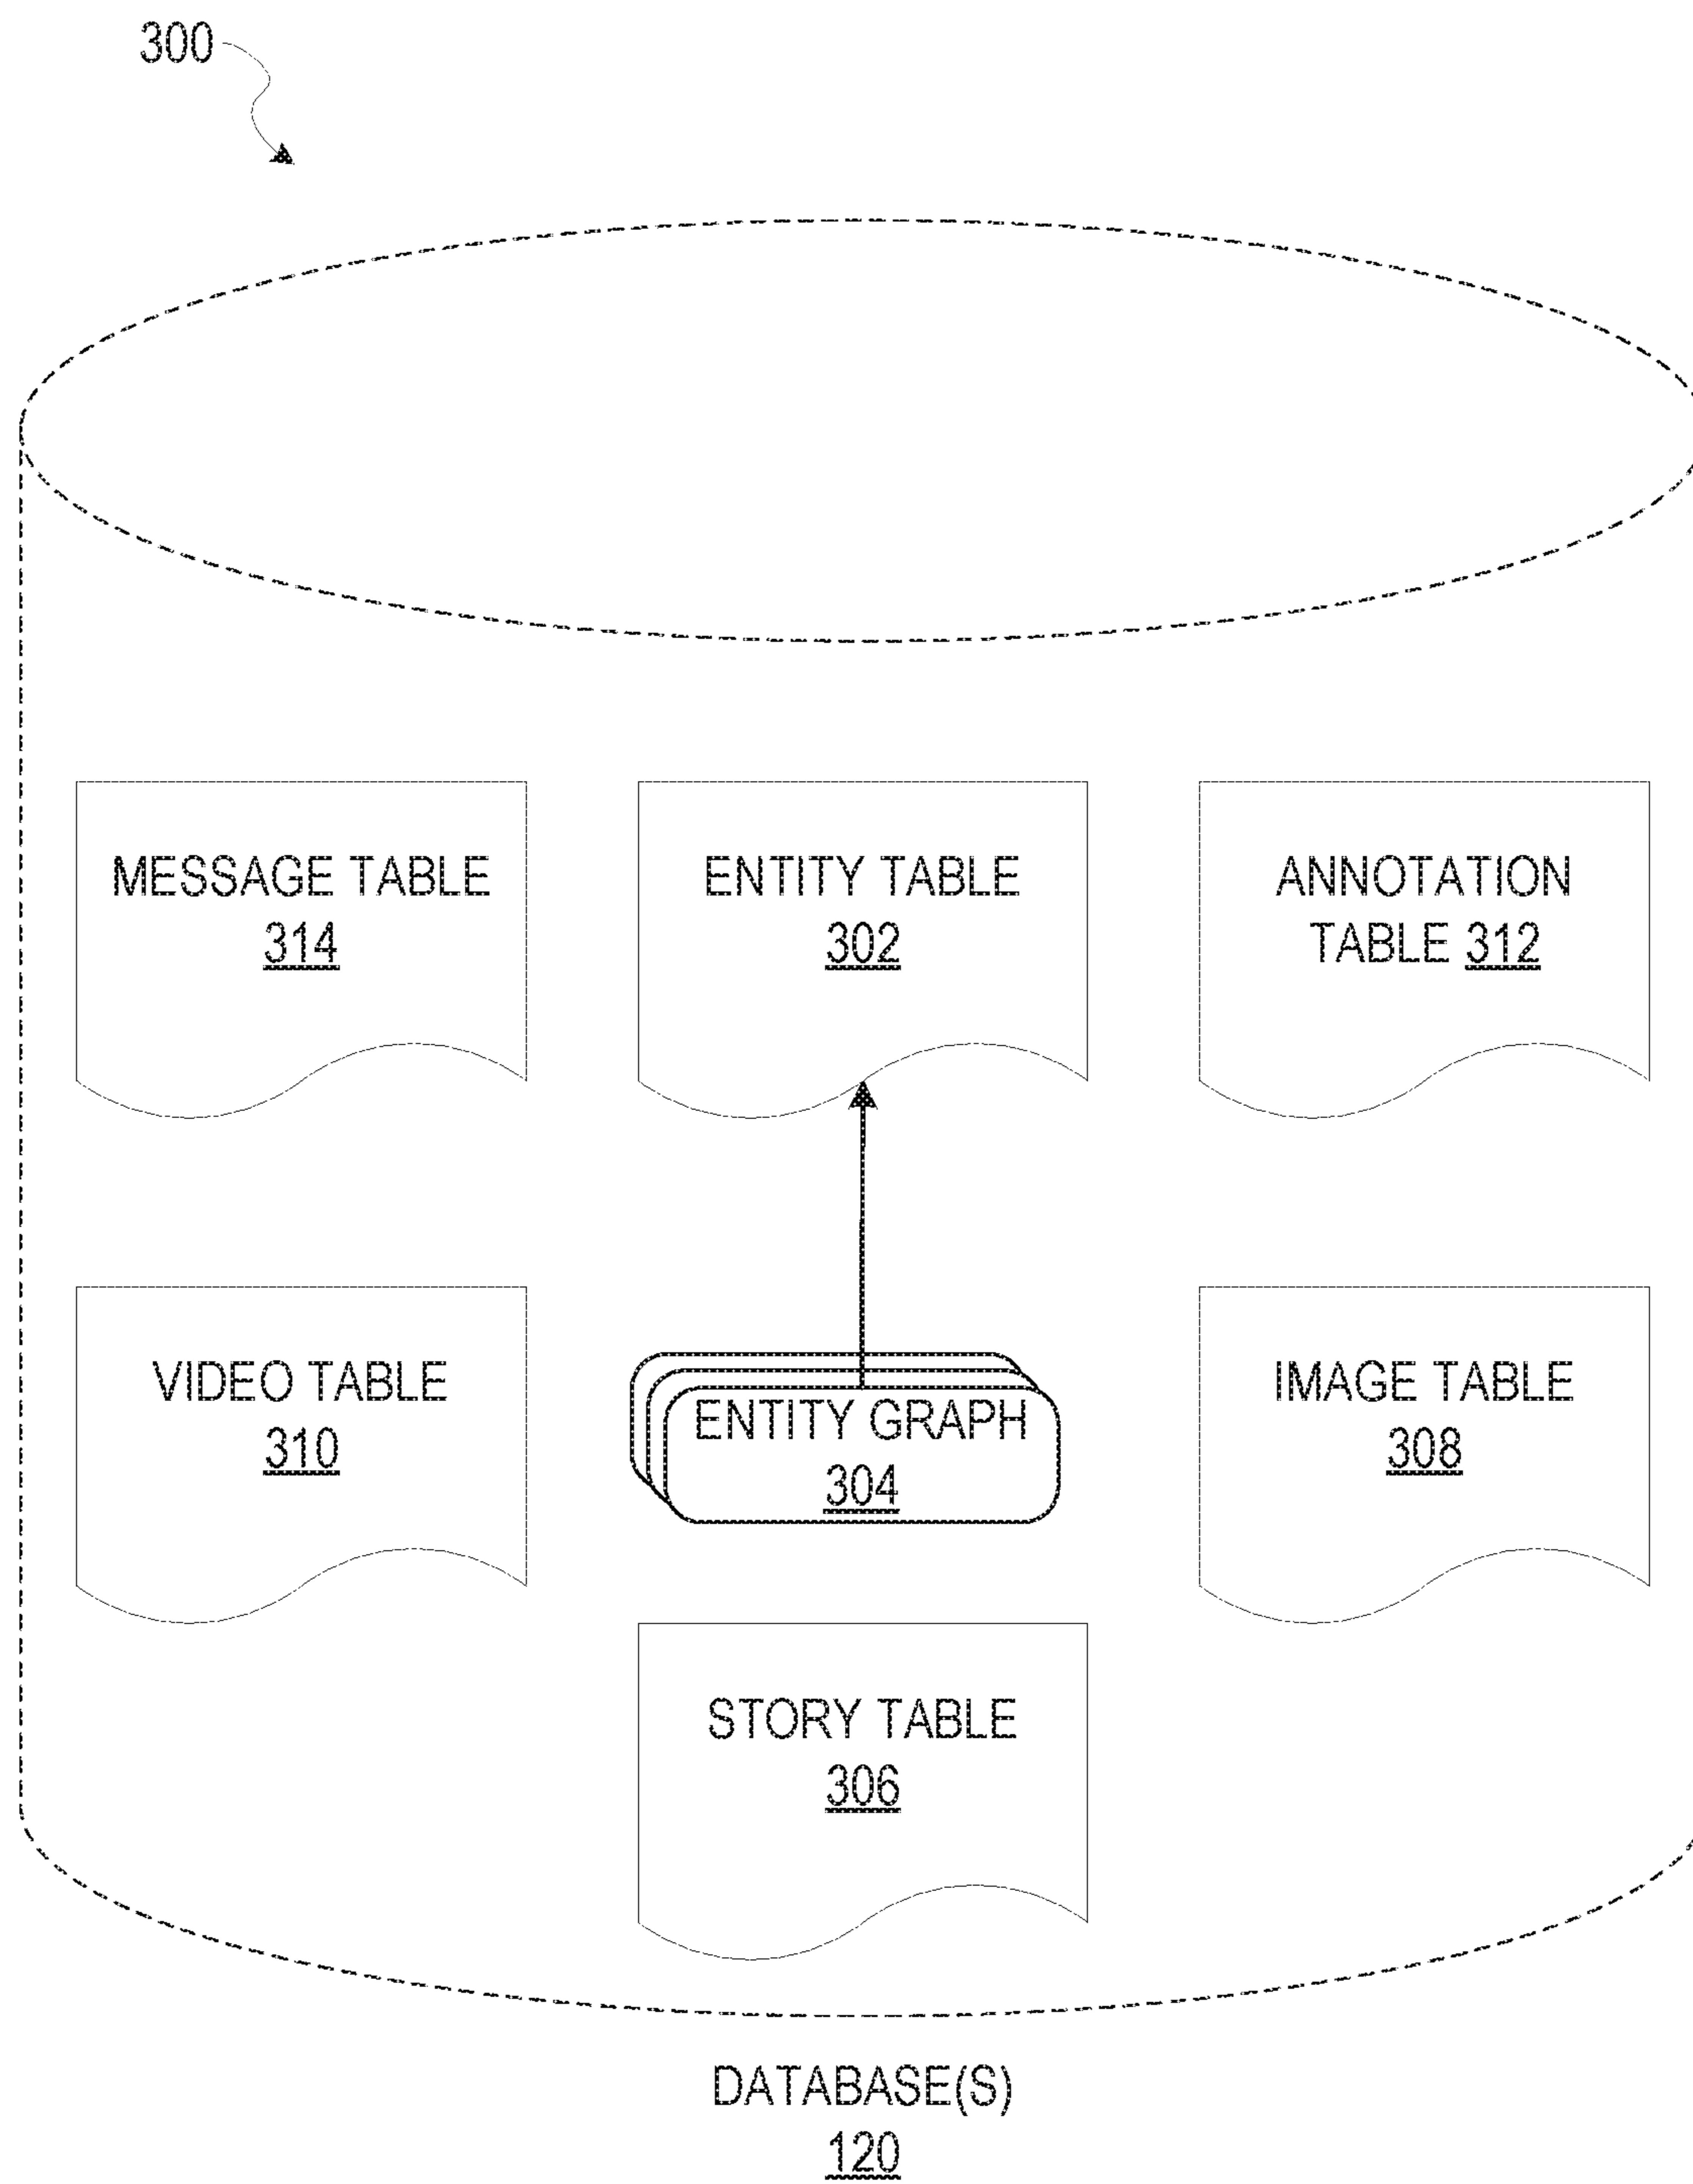 300
MESSAGE TABLE
314
ENTITY TABLE
302
ANNOTATION
TABLE 312
VIDEO TABLE
310
ENTITY GRAPH
304
IMAGE TABLE
308
STORY TABLE
306
DATABASE(S)
120